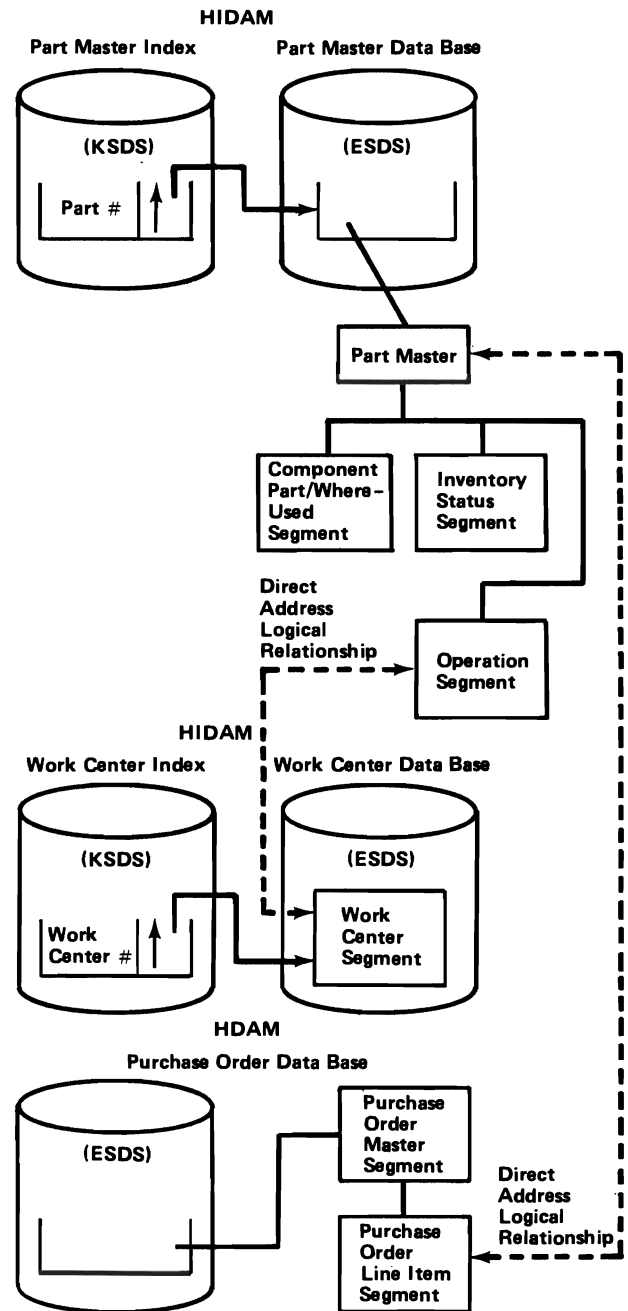 HIDAM
Part Master Index
Part Master Data Base
(KSDS)
(ESDS)
Part #
Part Master
Component
Part/Where-
Used
Segment
Inventory
Status
Segment
Direct
Address
Logical
Relationship
Operation
Segment
HIDAM
Work Center Index
Work Center Data Base
(KSDS)
(ESDS)
Work
Center #
Work
Center
Segment
HDAM
Purchase Order Data Base
(ESDS)
Purchase
Order
Master
Segment
Direct
Address
Logical
Relationship
Purchase
Order
Line Item
Segment